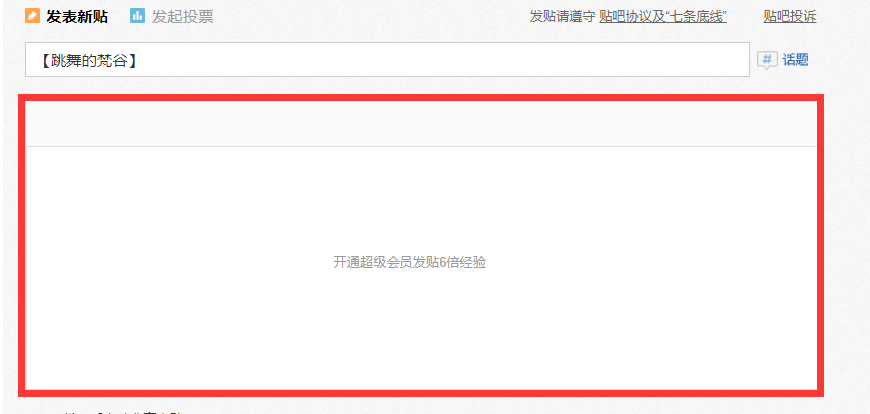 发表新贴 发起投票 发贴请遵守 贴吧协议及“七条底线” 贴吧投诉
【跳舞的梵谷】 # 话题
开通超级会员发贴6倍经验